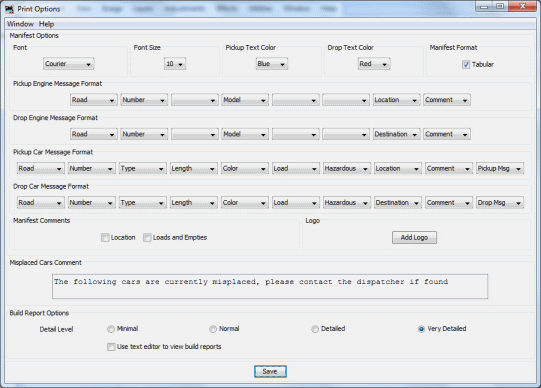 Print Options
Window Help
Manifest Options
Font Font Size Pickup Text Color Drop Text Color Manifest Format
Courier 10 Blue Red Tabular
Pickup Engine Message Format
Road Number Model Location Comment
Drop Engine Message Format
Road Number Model Destination Comment
Pickup Car Message Format
Road Number Type Length Color Load Hazardous Location Comment Pickup Msg
Drop Car Message Format
Road Number Type Length Color Load Hazardous Destination Comment Drop Msg
Manifest Comments Logo
Location Loads and Empties Add Logo
Misplaced Cars Comment
The following cars are currently misplaced, please contact the dispatcher if found
Build Report Options
Detail Level Minimal Normal Detailed Very Detailed
Use text editor to view build reports
Save